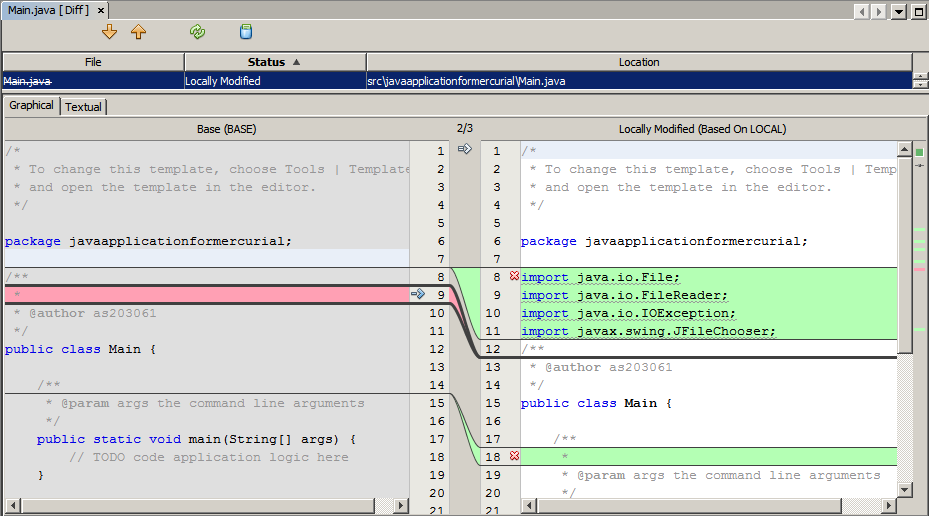 Main.java [ Diff ]
File Status Location
Main.java Locally Modified src\javaapplicationformercurial\Main.java
Graphical Textual
Base (BASE) 2/3 Locally Modified (Based On LOCAL)
/* 1
* To change this template, choose Tools | Template 2
* and open the template in the editor. 3
*/ 4
5
package javaapplicationformercurial; 6
7
/** 8
* 9
* @author as203061 10
*/ 11
public class Main { 12
13
/** 14
* @param args the command line arguments 15
*/ 16
public static void main(String[] args) { 17
// TODO code application logic here 18
} 19
20
21
1 /*
2 * To change this template, choose Tools | Temp
3 * and open the template in the editor.
4 */
5
6 package javaapplicationformercurial;
7
8 import java.io.File;
9 import java.io.FileReader;
10 import java.io.IOException;
11 import javax.swing.JFileChooser;
12 /**
13 * @author as203061
14 */
15 public class Main {
16
17 /**
18 *
19 * @param args the command line arguments
20 */
21